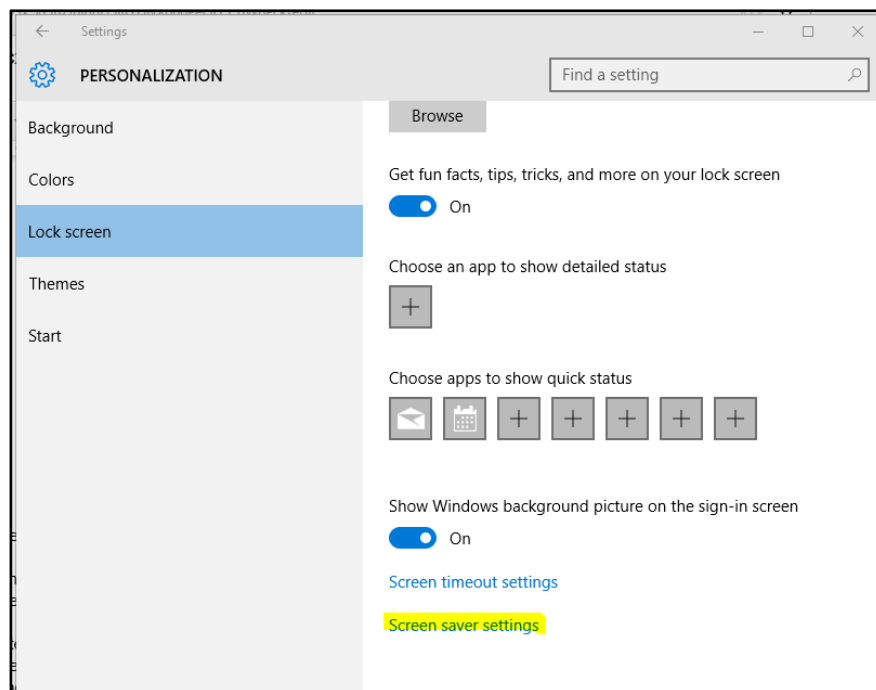 Settings
PERSONALIZATION
Find a setting
Background
Colors
Lock screen
Themes
Start
Browse
Get fun facts, tips, tricks, and more on your lock screen
On
Choose an app to show detailed status
Choose apps to show quick status
Show Windows background picture on the sign-in screen
On
Screen timeout settings
Screen saver settings